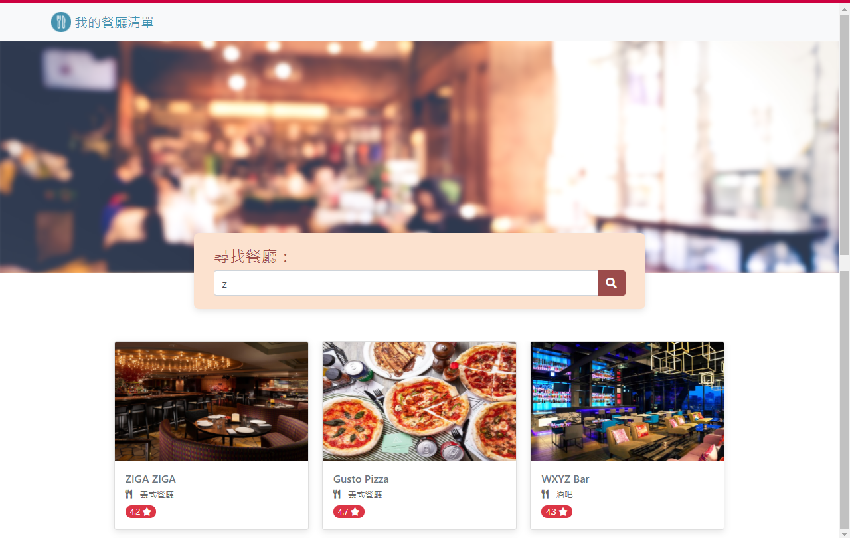 我的餐廳清單
尋找餐廳：
z
ZIGA ZIGA
義式餐廳
4.2
Gusto Pizza
義式餐廳
4.7
WXYZ Bar
酒吧
4.3